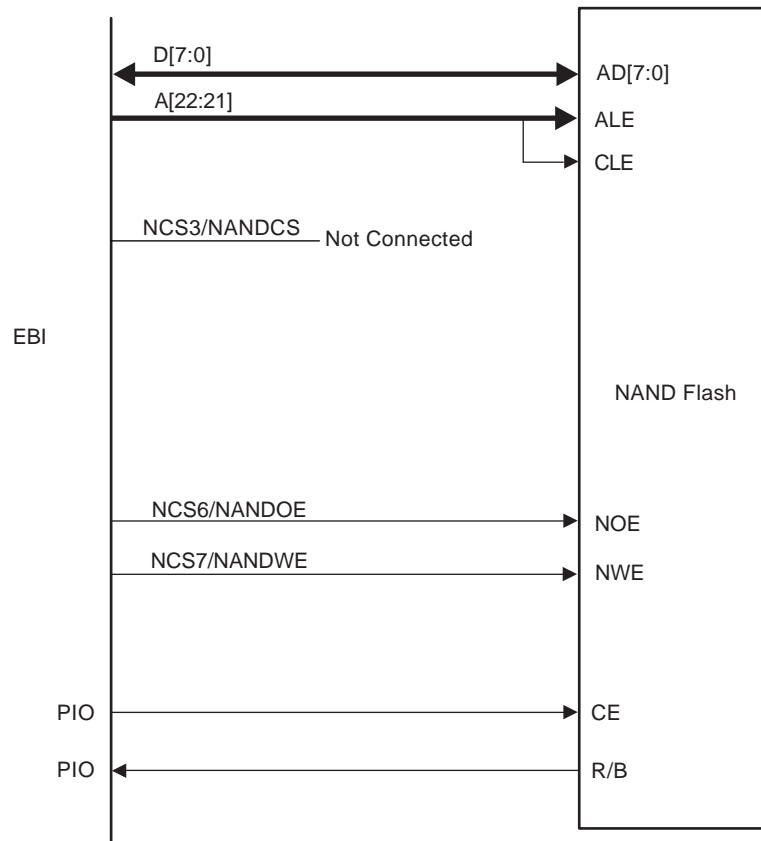 D[7:0]
AD[7:0]
A[22:21]
ALE
CLE
NCS3/NANDCS
Not Connected
EBI
NAND Flash
NCS6/NANDOE
NOE
NCS7/NANDWE
NWE
PIO
CE
PIO
R/B